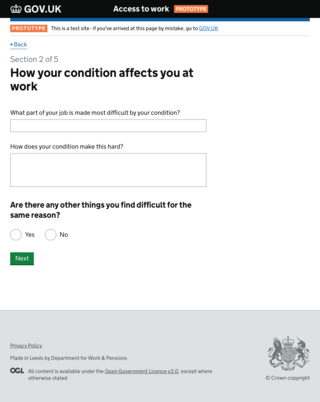 GOV.UK
Access to work PROTOTYPE
PROTOTYPE This is a test site - if you've arrived at this page by mistake, go to GOV.UK
Back
Section 2 of 5
How your condition affects you at
work
What part of your job is made most difficult by your condition?
How does your condition make this hard?
Are there any other things you find difficult for the
same reason?
Yes No
Next
Privacy Policy
Made in Leeds by Department for Work & Pensions
OGL All content is available under the Open Government Licence v3.0, except where
otherwise stated
© Crown copyright